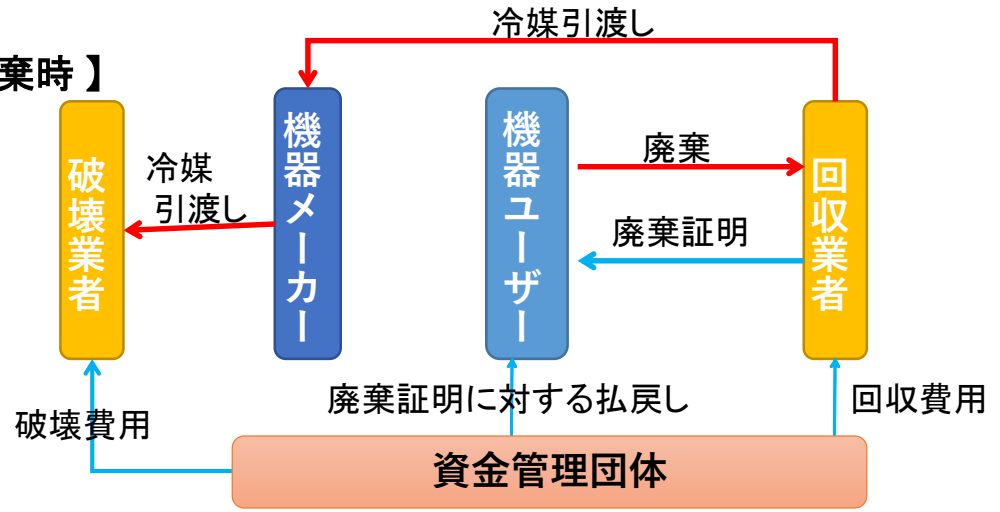 冷媒引渡し
棄時 】
破壊業者
冷媒
引渡し
機器メーカー
機器ユーザー
廃棄
廃棄証明
回収業者
破壊費用
廃棄証明に対する払戻し
回収費用
資金管理団体